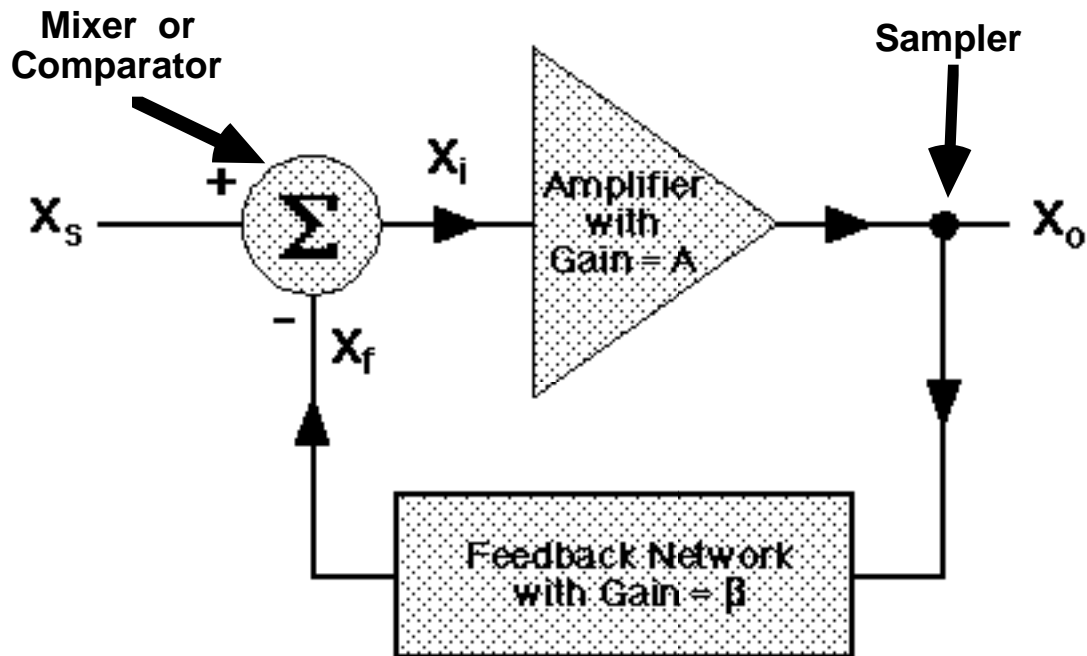 Mixer or
Comparator
Sampler
+
Xs
Σ
Xi
Amplifier
with
Gain = A
Xo
-
Xf
Feedback Network
with Gain = β